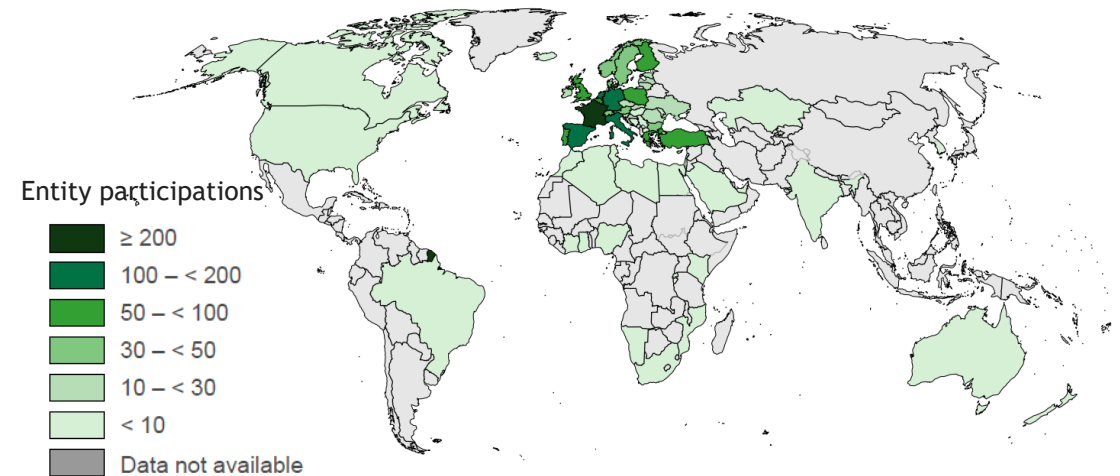 Entity participations
≥ 200
100 – < 200
50 – < 100
30 – < 50
10 – < 30
< 10
Data not available